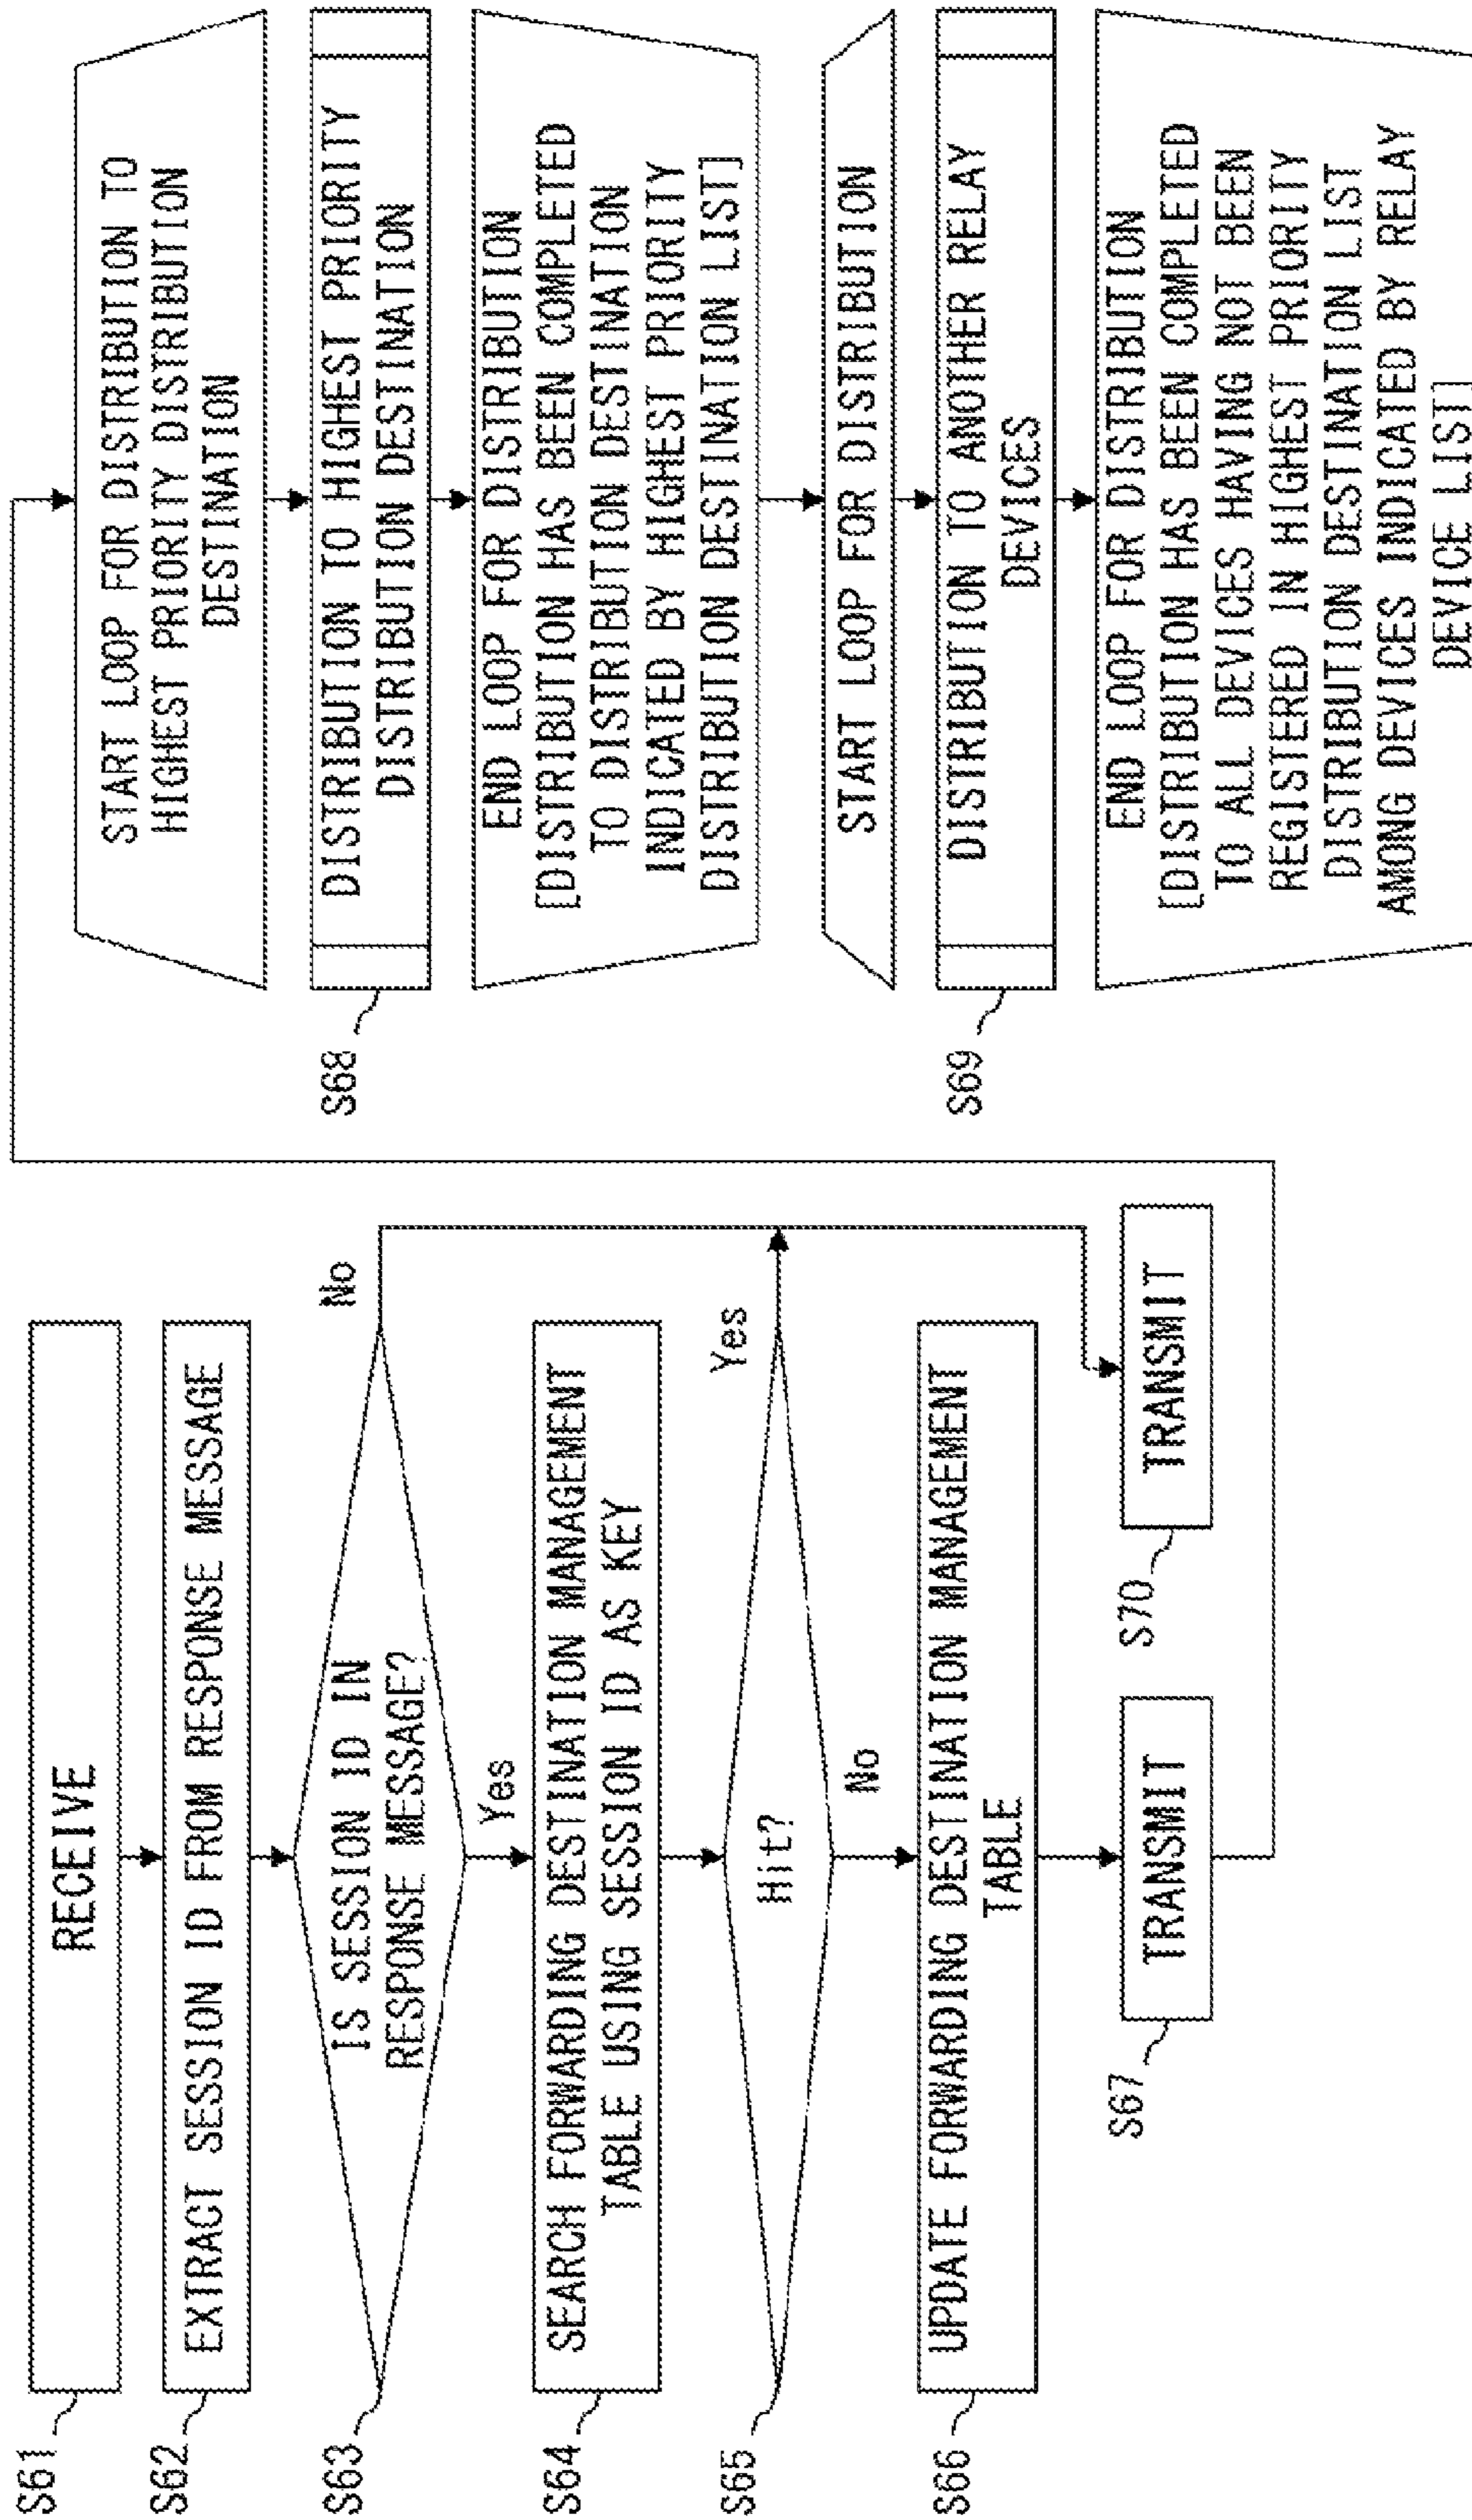 S61
RECEIVE
S62
EXTRACT SESSION ID FROM RESPONSE MESSAGE
S63
IS SESSION ID IN
RESPONSE MESSAGE?
No
Yes
S64
SEARCH FORWARDING DESTINATION MANAGEMENT
TABLE USING SESSION ID AS KEY
S65
Hit?
Yes
No
S66
UPDATE FORWARDING DESTINATION MANAGEMENT
TABLE
S67
TRANSMIT
S70
TRANSMIT
START LOOP FOR DISTRIBUTION TO
HIGHEST PRIORITY DISTRIBUTION
DESTINATION
S68
DISTRIBUTION TO HIGHEST PRIORITY
DISTRIBUTION DESTINATION
END LOOP FOR DISTRIBUTION
[DISTRIBUTION HAS BEEN COMPLETED
TO DISTRIBUTION DESTINATION
INDICATED BY HIGHEST PRIORITY
DISTRIBUTION DESTINATION LIST]
START LOOP FOR DISTRIBUTION
S69
DISTRIBUTION TO ANOTHER RELAY
DEVICES
END LOOP FOR DISTRIBUTION
[DISTRIBUTION HAS BEEN COMPLETED
TO ALL DEVICES HAVING NOT BEEN
REGISTERED IN HIGHEST PRIORITY
DISTRIBUTION DESTINATION LIST
AMONG DEVICES INDICATED BY RELAY
DEVICE LIST]